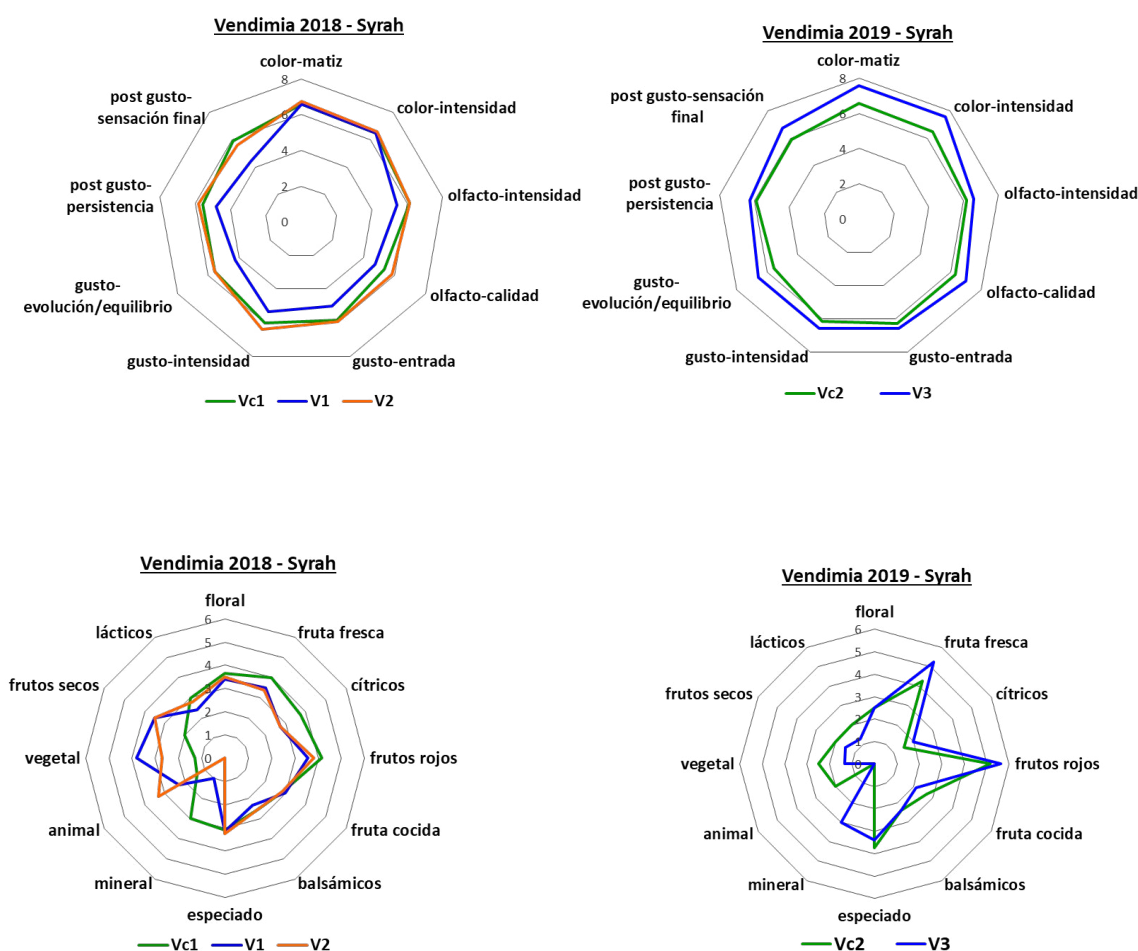 Vendimia 2018 - Syrah
color-matiz
color-intensidad
olfacto-intensidad
olfacto-calidad
gusto-entrada
gusto-intensidad
gusto-
evolución/equilibrio
post gusto-
persistencia
post gusto-
sensación final
8
6
4
2
0
Vc1 V1 V2
Vendimia 2019 - Syrah
color-matiz
color-intensidad
olfacto-intensidad
olfacto-calidad
gusto-entrada
gusto-intensidad
gusto-
evolución/equilibrio
post gusto-
persistencia
post gusto-sensación
final
8
6
4
2
0
Vc2 V3
Vendimia 2018 - Syrah
floral
fruta fresca
cítricos
frutos rojos
fruta cocida
balsámicos
especiado
mineral
animal
vegetal
frutos secos
lácticos
6
5
4
3
2
1
0
Vc1 V1 V2
Vendimia 2019 - Syrah
floral
fruta fresca
cítricos
frutos rojos
fruta cocida
balsámicos
especiado
mineral
animal
vegetal
frutos secos
lácticos
6
5
4
3
2
1
0
Vc2 V3